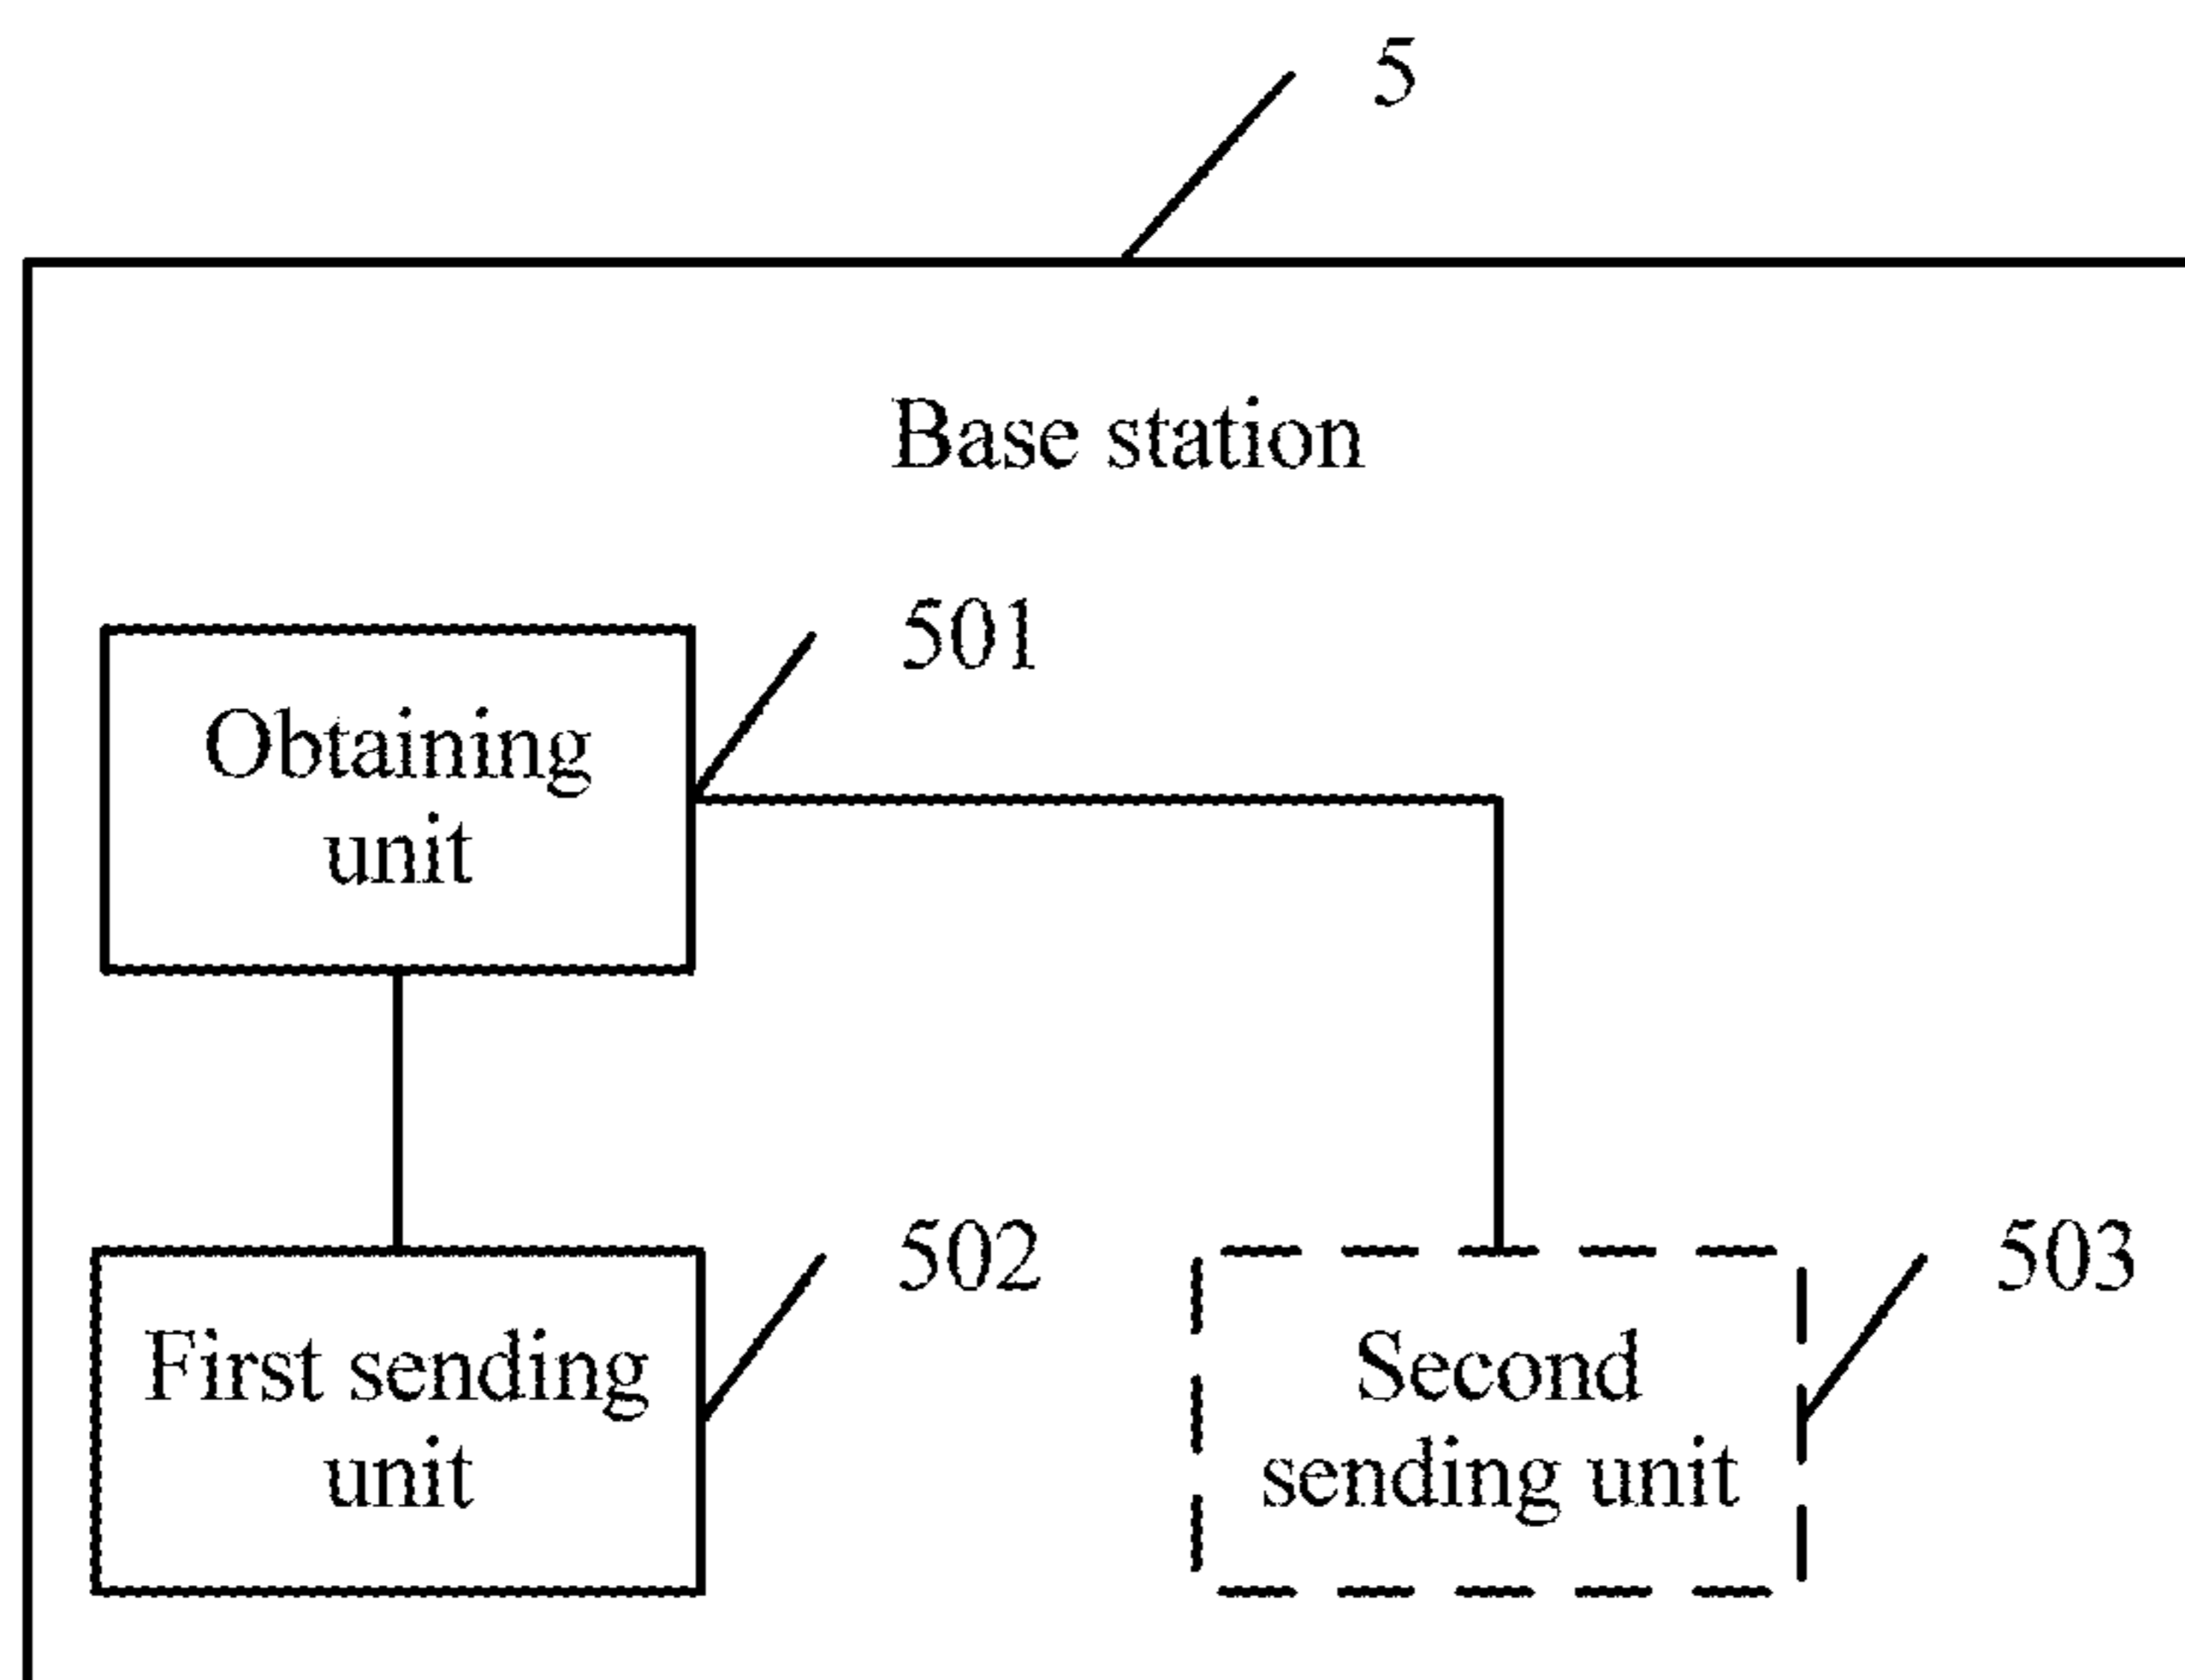 5
Base station
501
Obtaining
unit
502
First sending
unit
503
Second
sending unit